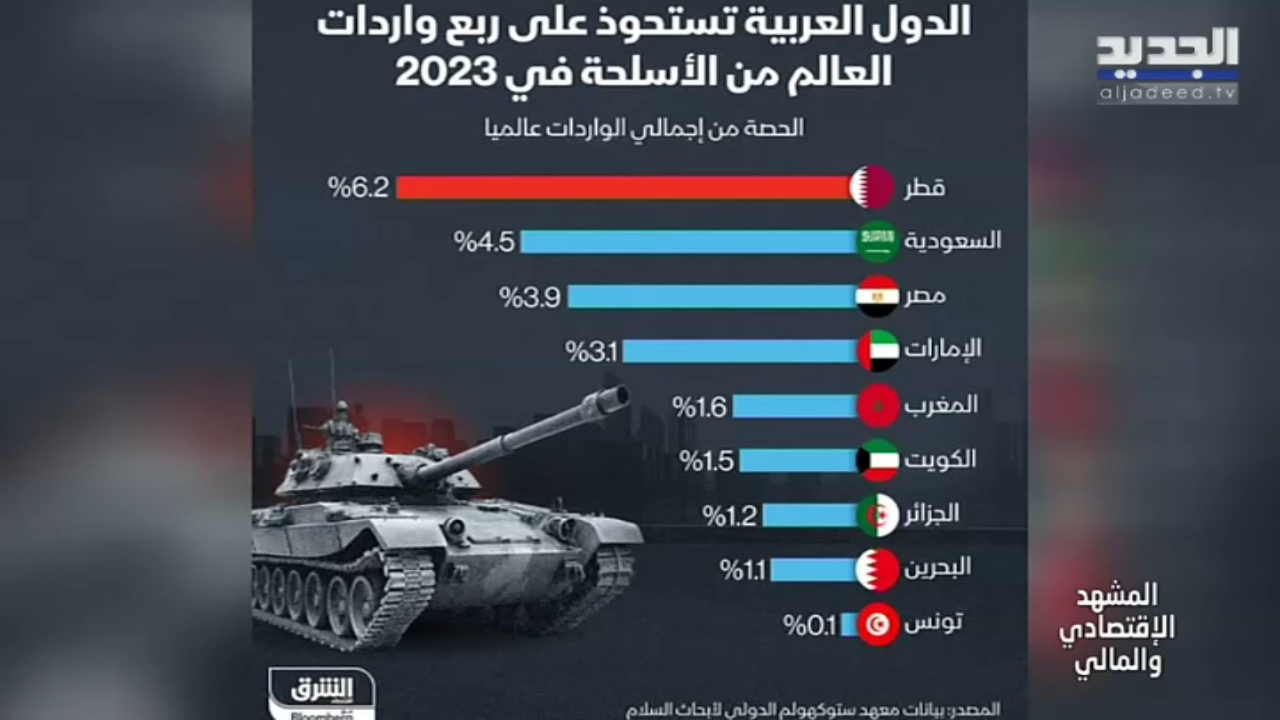 الدول العربية تستحوذ على ربع واردات
العالم من الأسلحة في 2023
الحصة من إجمالي الواردات عالميا
قطر %6.2
السعودية %4.5
مصر %3.9
الإمارات %3.1
المغرب %1.6
الكويت %1.5
الجزائر %1.2
البحرين %1.1
تونس %0.1
المصدر: بيانات معهد ستوكهولم الدولي لأبحاث السلام
الشرق
Bloomberg
الجديد
aljadeed.tv
المشهد
الإقتصادي
والمالي